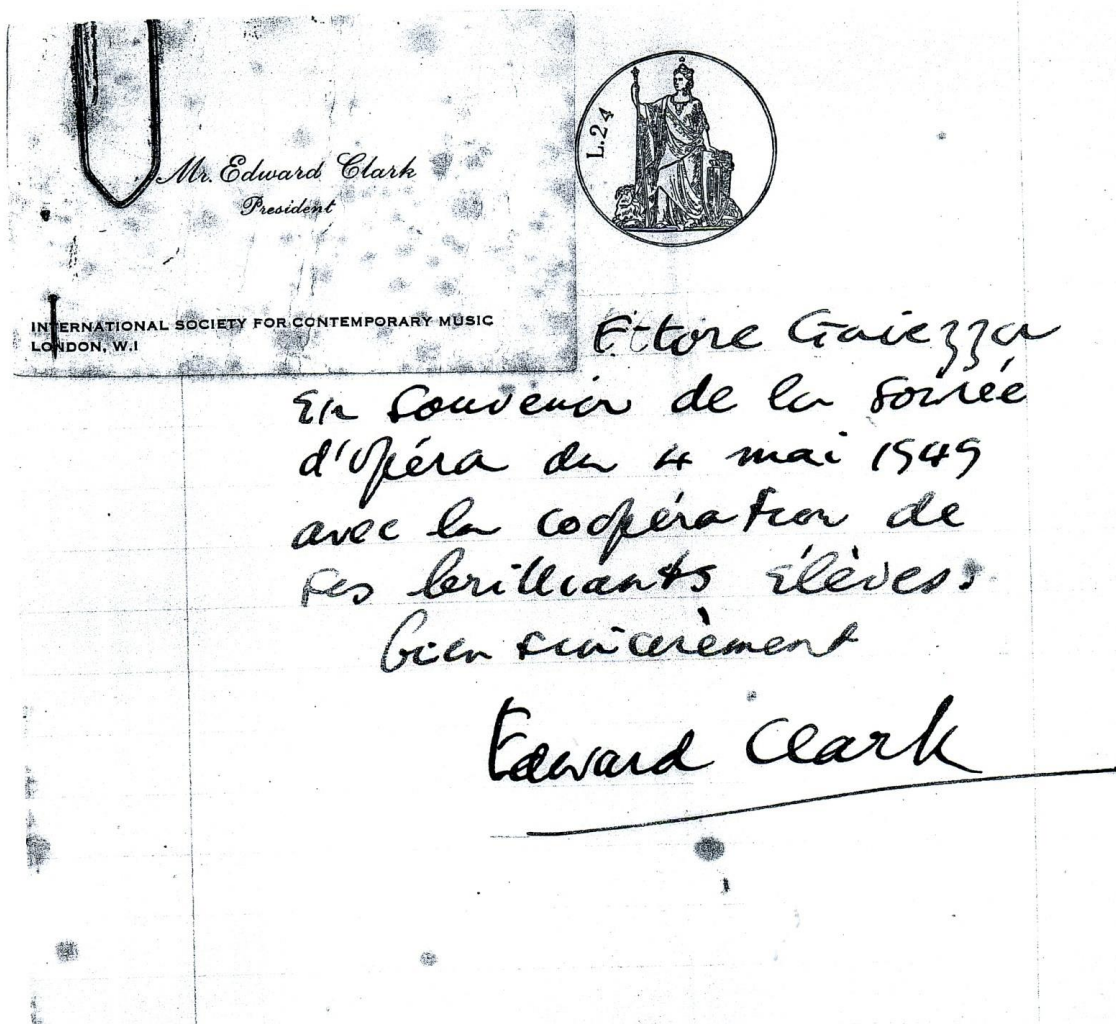 Mr. Edward Clark
President
INTERNATIONAL SOCIETY FOR CONTEMPORARY MUSIC
LONDON, W.1
L.24
Ettore
En souvenir de la soirée
d'opéra du 4 mai 1949
avec la coopération de
ses brilliants élèves.
bien sincèrement
Edward Clark